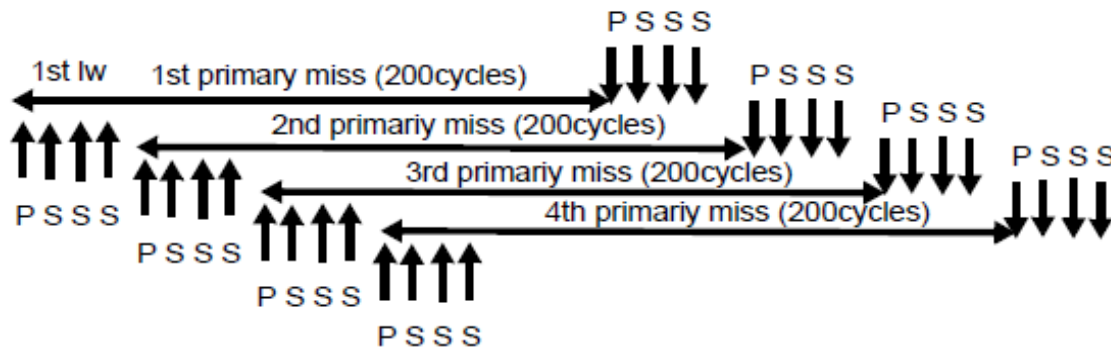 P S S S
1st lw
1st primary miss (200cycles)
P S S S
2nd primariy miss (200cycles)
P S S S
3rd primariy miss (200cycles)
P S S S
4th primariy miss (200cycles)
P S S S
P S S S
P S S S
P S S S